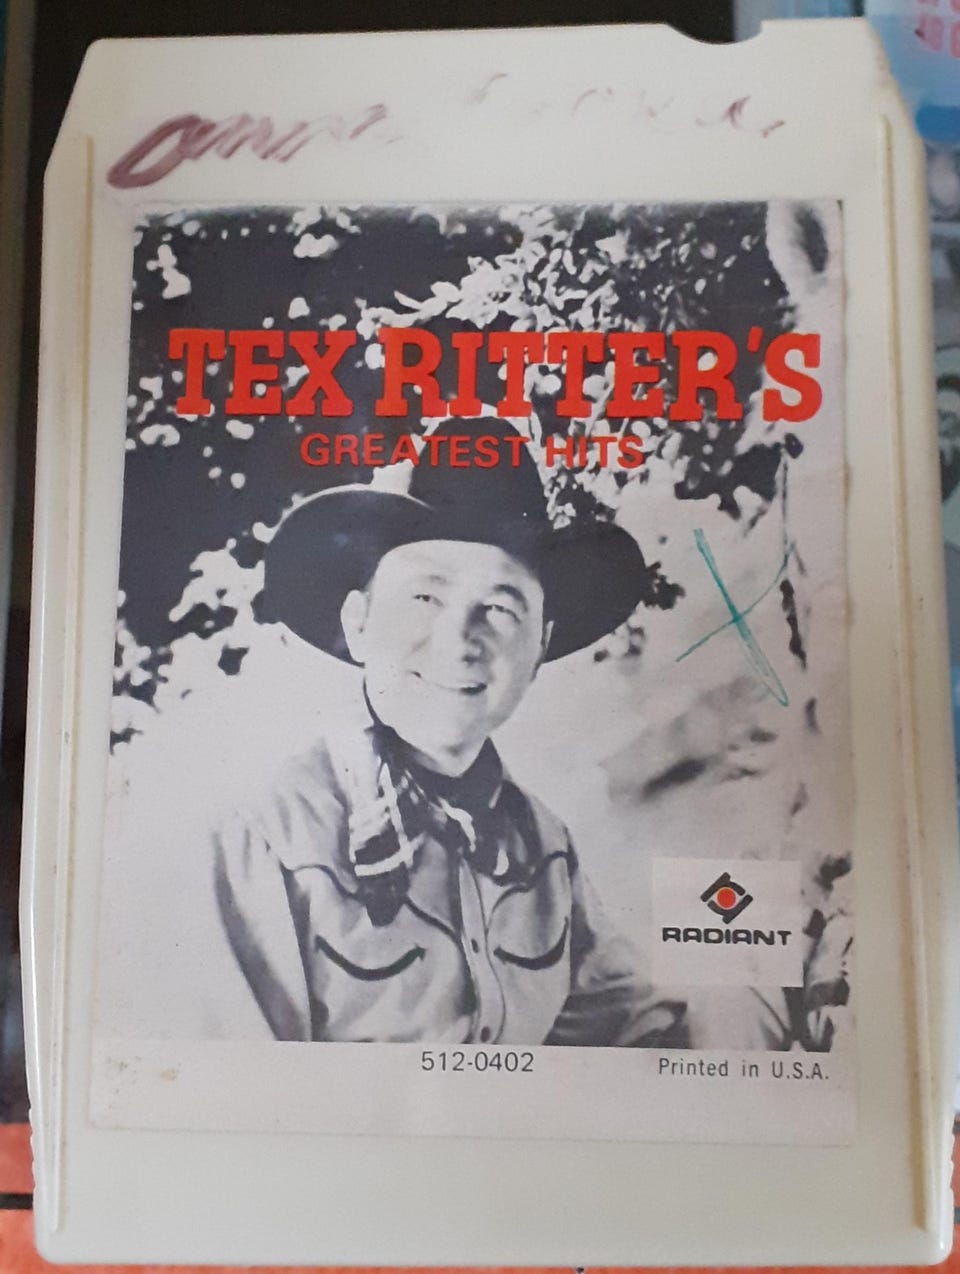 TEX RITTER'S
GREATEST HITS
RADIANT
512-0402
Printed in U.S.A.